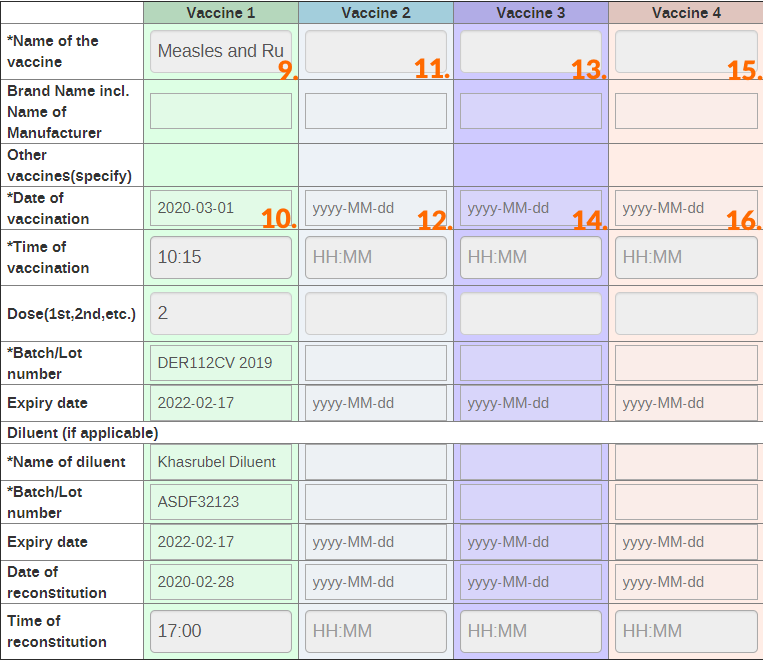 Vaccine 1 Vaccine 2 Vaccine 3 Vaccine 4
*Name of the
vaccine
Measles and Ru
9. 11. 13. 15.
Brand Name incl.
Name of
Manufacturer
Other
vaccines(specify)
*Date of
vaccination
2020-03-01 yyyy-MM-dd yyyy-MM-dd yyyy-MM-dd
10. 12. 14. 16.
*Time of
vaccination
10:15 HH:MM HH:MM HH:MM
Dose(1st,2nd,etc.) 2
*Batch/Lot
number
DER112CV 2019
Expiry date 2022-02-17 yyyy-MM-dd yyyy-MM-dd yyyy-MM-dd
Diluent (if applicable)
*Name of diluent Khasrubel Diluent
*Batch/Lot
number
ASDF32123
Expiry date 2022-02-17 yyyy-MM-dd yyyy-MM-dd yyyy-MM-dd
Date of
reconstitution
2020-02-28 yyyy-MM-dd yyyy-MM-dd yyyy-MM-dd
Time of
reconstitution
17:00 HH:MM HH:MM HH:MM